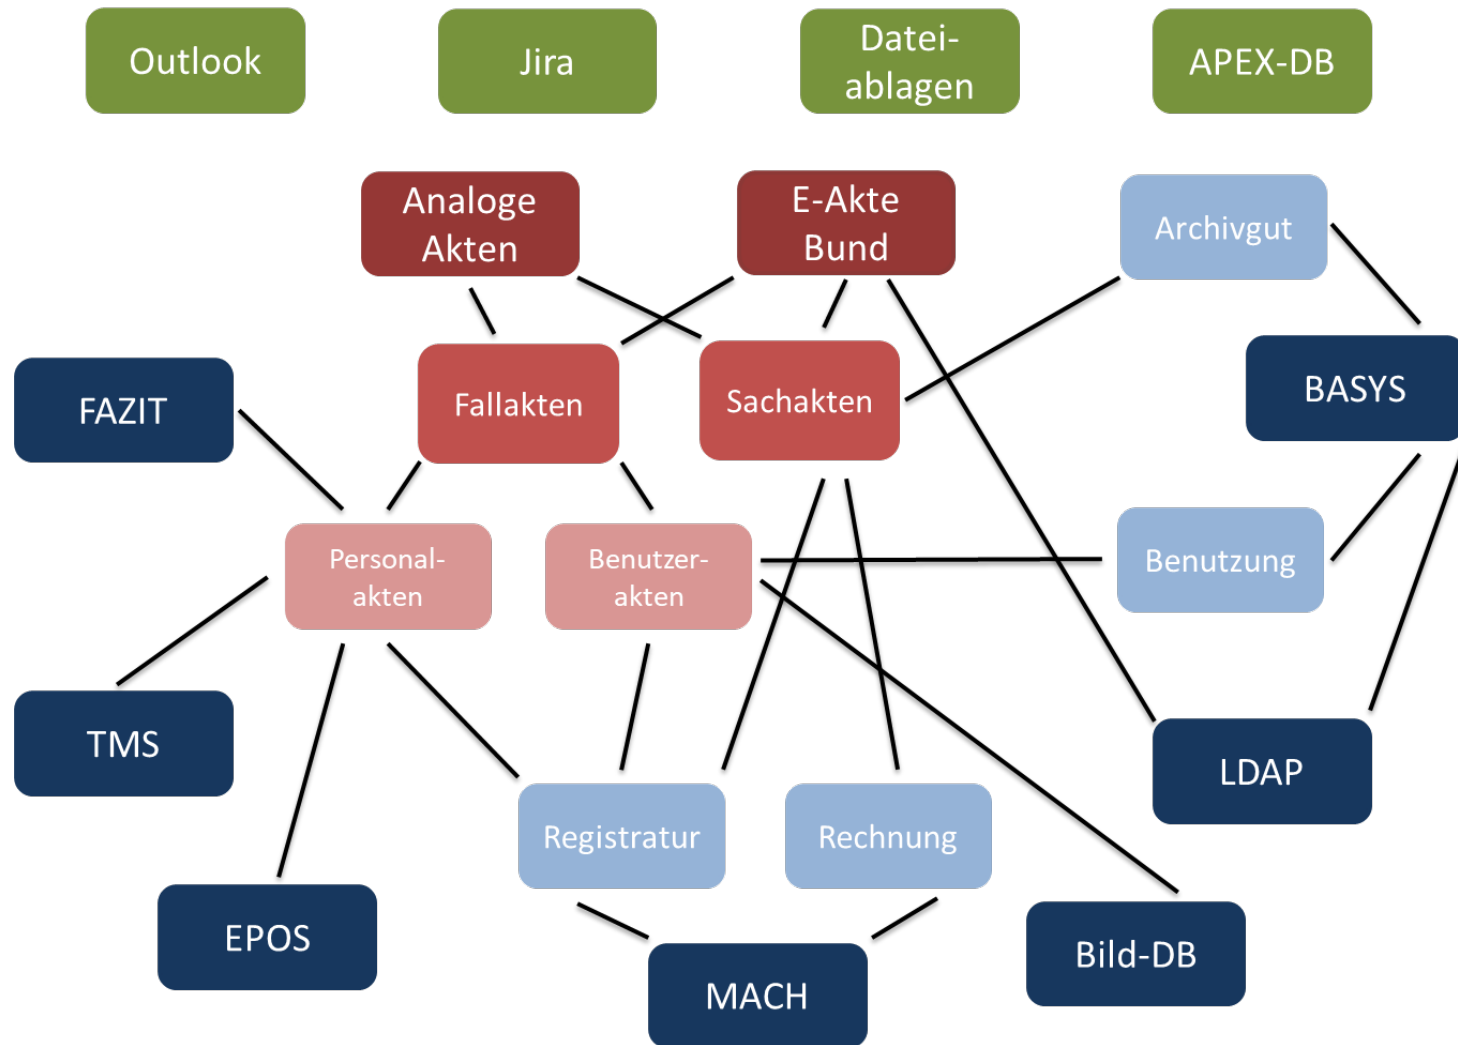 Outlook
Jira
Datei-
ablagen
APEX-DB
Analoge
Akten
E-Akte
Bund
Archivgut
FAZIT
Fallakten
Sachakten
BASYS
Personal-
akten
Benutzer-
akten
Benutzung
TMS
LDAP
Registratur
Rechnung
EPOS
MACH
Bild-DB